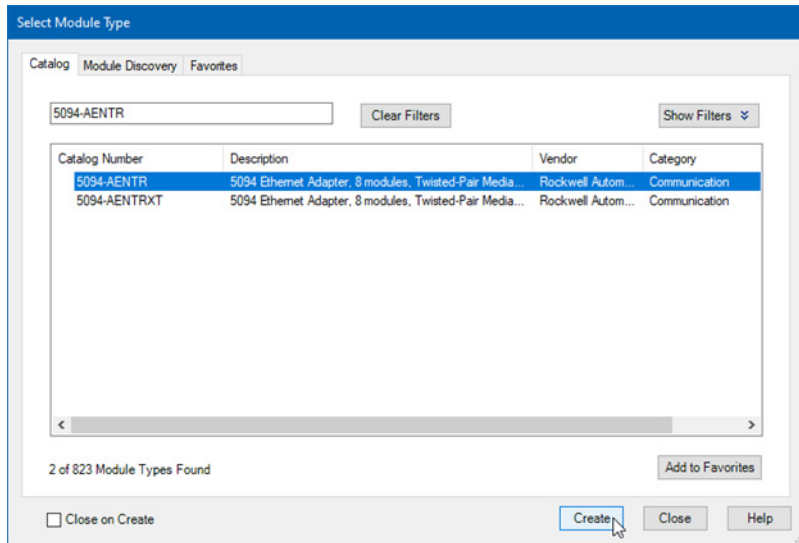 Select Module Type
Catalog Module Discovery Favorites
5094-AENTR Clear Filters Show Filters
Catalog Number Description Vendor Category
5094-AENTR 5094 Ethernet Adapter, 8 modules, Twisted-Pair Media... Rockwell Autom... Communication
5094-AENTRXT 5094 Ethernet Adapter, 8 modules, Twisted-Pair Media... Rockwell Autom... Communication
2 of 823 Module Types Found Add to Favorites
Close on Create Create Close Help